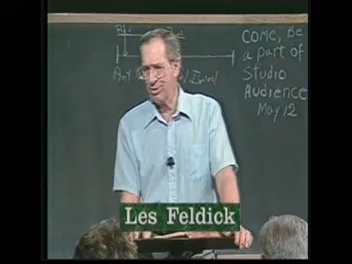 COME, BE
a part of
Studio
Audience
May 12
Les Feldick